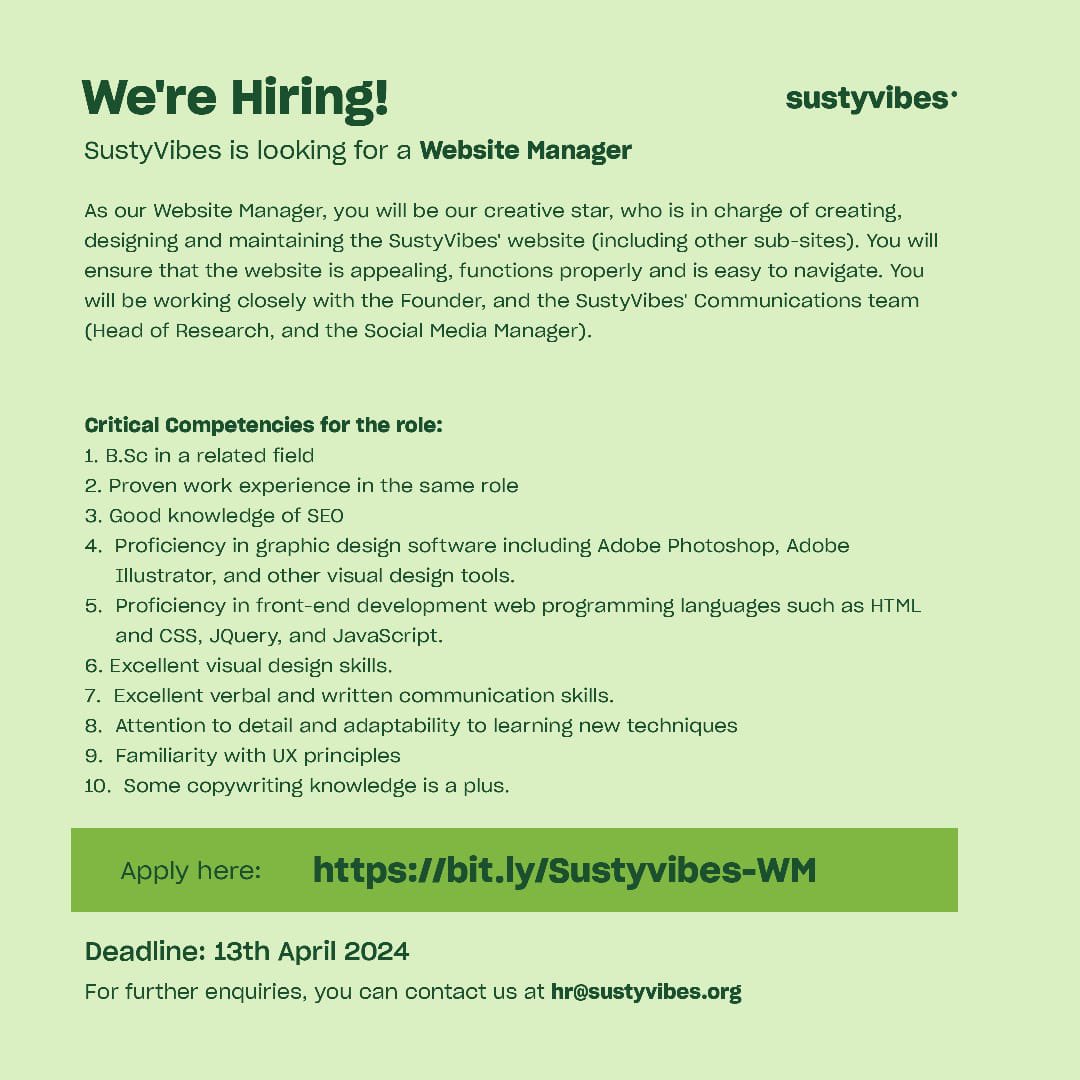 We're Hiring!
sustyvibes
SustyVibes is looking for a Website Manager
As our Website Manager, you will be our creative star, who is in charge of creating,
designing and maintaining the SustyVibes' website (including other sub-sites). You will
ensure that the website is appealing, functions properly and is easy to navigate. You
will be working closely with the Founder, and the SustyVibes' Communications team
(Head of Research, and the Social Media Manager).
Critical Competencies for the role:
1. B.Sc in a related field
2. Proven work experience in the same role
3. Good knowledge of SEO
4. Proficiency in graphic design software including Adobe Photoshop, Adobe
Illustrator, and other visual design tools.
5. Proficiency in front-end development web programming languages such as HTML
and CSS, JQuery, and JavaScript.
6. Excellent visual design skills.
7. Excellent verbal and written communication skills.
8. Attention to detail and adaptability to learning new techniques
9. Familiarity with UX principles
10. Some copywriting knowledge is a plus.
Apply here: https://bit.ly/Sustyvibes-WM
Deadline: 13th April 2024
For further enquiries, you can contact us at hr@sustyvibes.org